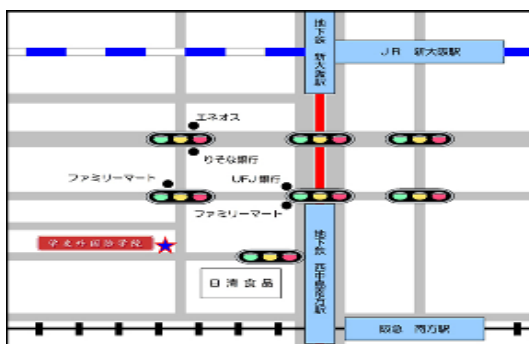 地下鉄 新大阪駅
JR 新大阪駅
エネオス
りそな銀行
ファミリーマート
UFJ銀行
ファミリーマート
日清食品
地下鉄 西中島南方駅
阪急 南方駅